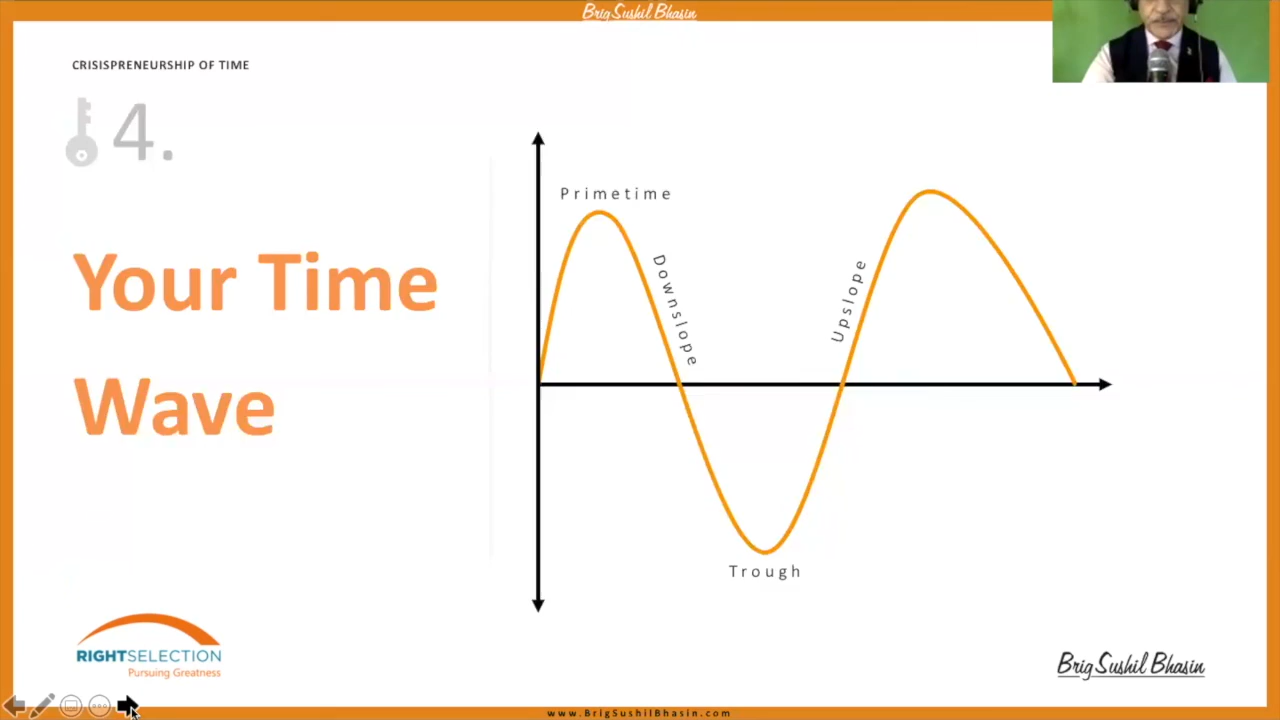 Brig Sushil Bhasin
CRISISPRENEURSHIP OF TIME
4.
Your Time
Wave
Primetime
Downslope
Upslope
Trough
RIGHTSELECTION
Pursuing Greatness
Brig Sushil Bhasin
www.BrigSushilBhasin.com